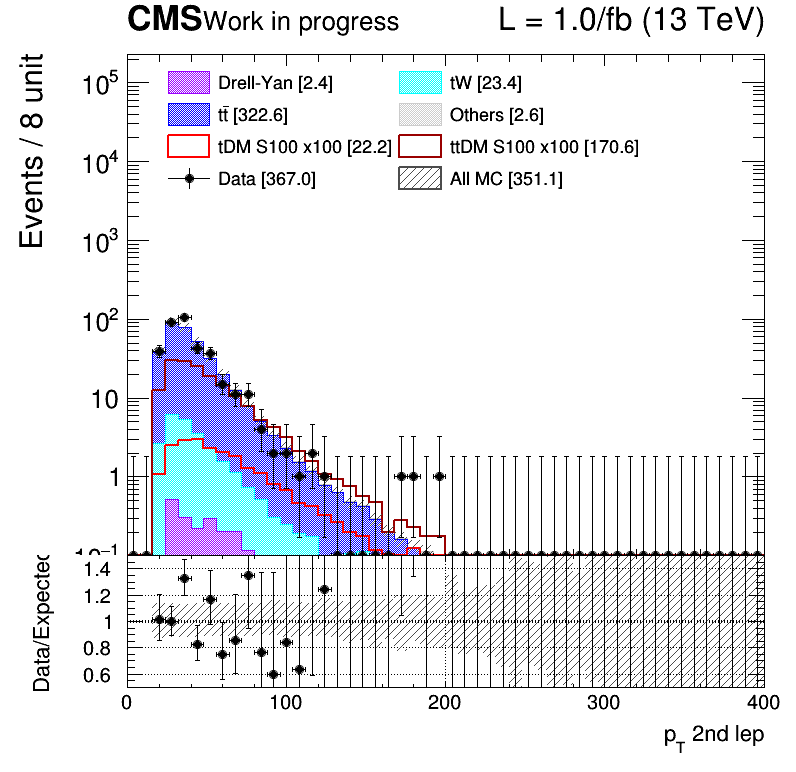 CMS Work in progress L = 1.0/fb (13 TeV)
Events / 8 unit
Drell-Yan [2.4] tW [23.4]
tt̄ [322.6] Others [2.6]
tDM S100 x100 [22.2] ttDM S100 x100 [170.6]
Data [367.0] All MC [351.1]
10⁵
10⁴
10³
10²
10
1
10⁻¹
Data/Expected
1.4
1.2
1
0.8
0.6
0 100 200 300 400
p_T 2nd lep